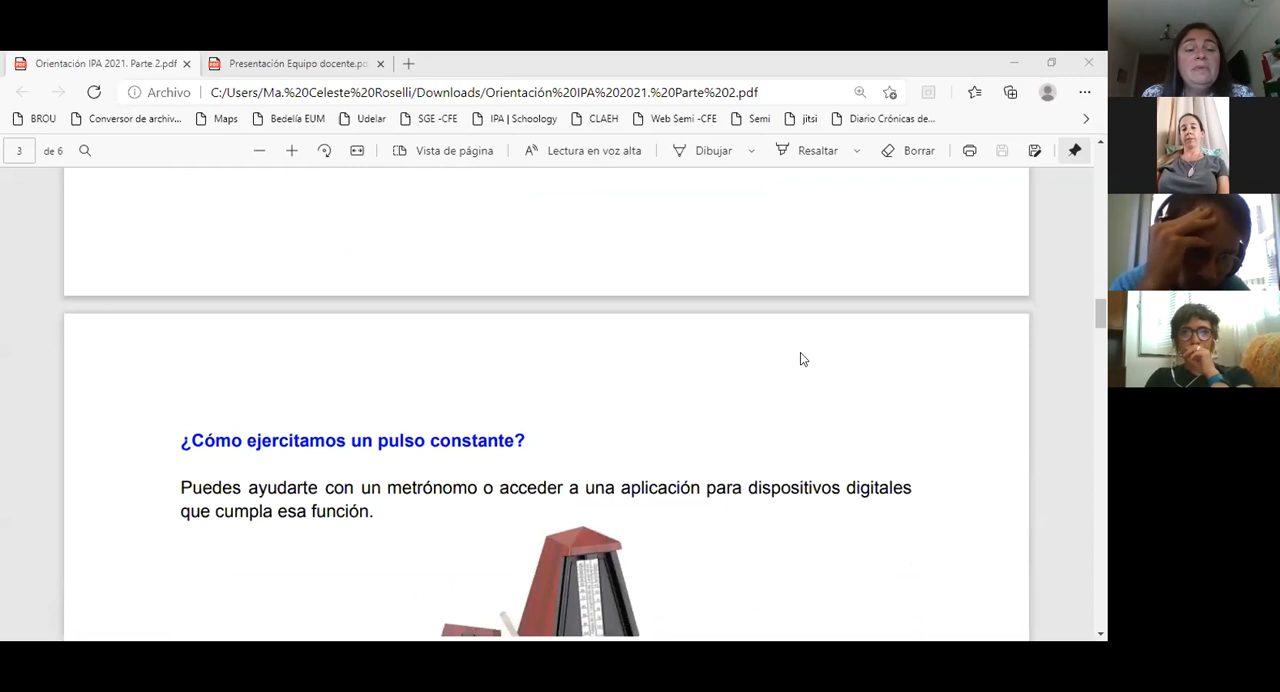 Orientación IPA 2021. Parte 2.pdf
Presentación Equipo docente.pd
Archivo
C:/Users/Ma.%20Celeste%20Roselli/Downloads/Orientación%20IPA%202021.%20Parte%202.pdf
BROU
Conversor de archiv...
Maps
Bedelía EUM
Udelar
SGE -CFE
IPA | Schoology
CLAEH
Web Semi -CFE
Semi
jitsi
Diario Crónicas de...
3 de 6
Vista de página
Lectura en voz alta
Dibujar
Resaltar
Borrar
¿Cómo ejercitamos un pulso constante?
Puedes ayudarte con un metrónomo o acceder a una aplicación para dispositivos digitales
que cumpla esa función.